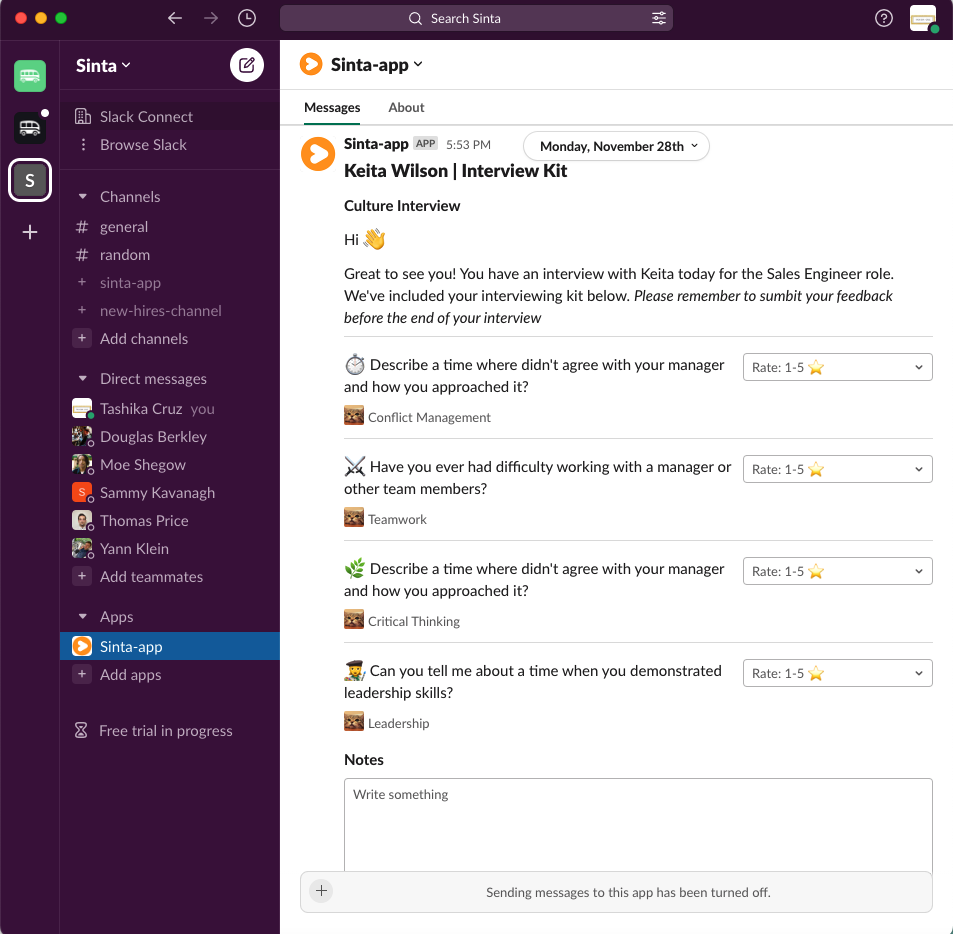 Search Sinta
Sinta
Slack Connect
Browse Slack
S
Channels
# general
# random
+ sinta-app
+ new-hires-channel
+ Add channels
Direct messages
Tashika Cruz you
Douglas Berkley
Moe Shegow
S Sammy Kavanagh
Thomas Price
Yann Klein
+ Add teammates
Apps
Sinta-app
+ Add apps
Free trial in progress
Sinta-app
Messages About
Sinta-app APP 5:53 PM
Monday, November 28th
Keita Wilson | Interview Kit
Culture Interview
Hi 👋
Great to see you! You have an interview with Keita today for the Sales Engineer role.
We've included your interviewing kit below. Please remember to sumbit your feedback
before the end of your interview
Describe a time where didn't agree with your manager
and how you approached it?
Rate: 1-5 ⭐
Conflict Management
Have you ever had difficulty working with a manager or
other team members?
Rate: 1-5 ⭐
Teamwork
Describe a time where didn't agree with your manager
and how you approached it?
Rate: 1-5 ⭐
Critical Thinking
Can you tell me about a time when you demonstrated
leadership skills?
Rate: 1-5 ⭐
Leadership
Notes
Write something
Sending messages to this app has been turned off.